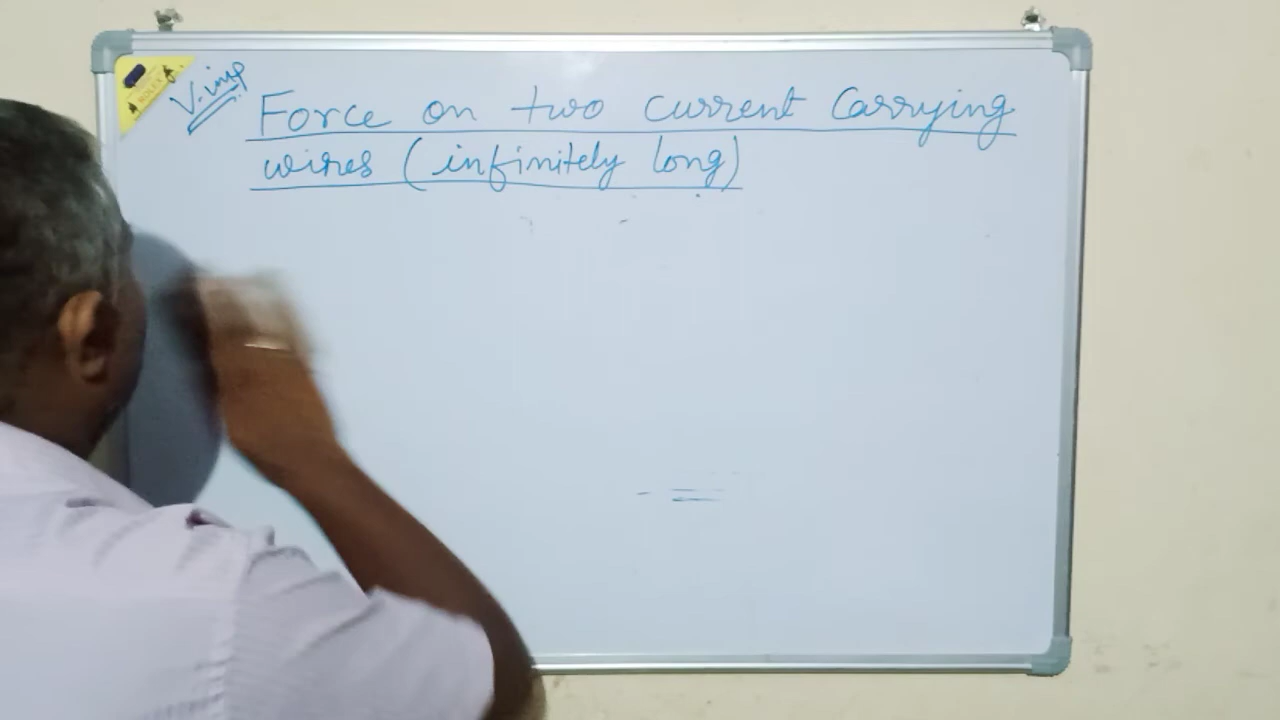 V. imp
Force on two current Carrying
wires (infinitely long)